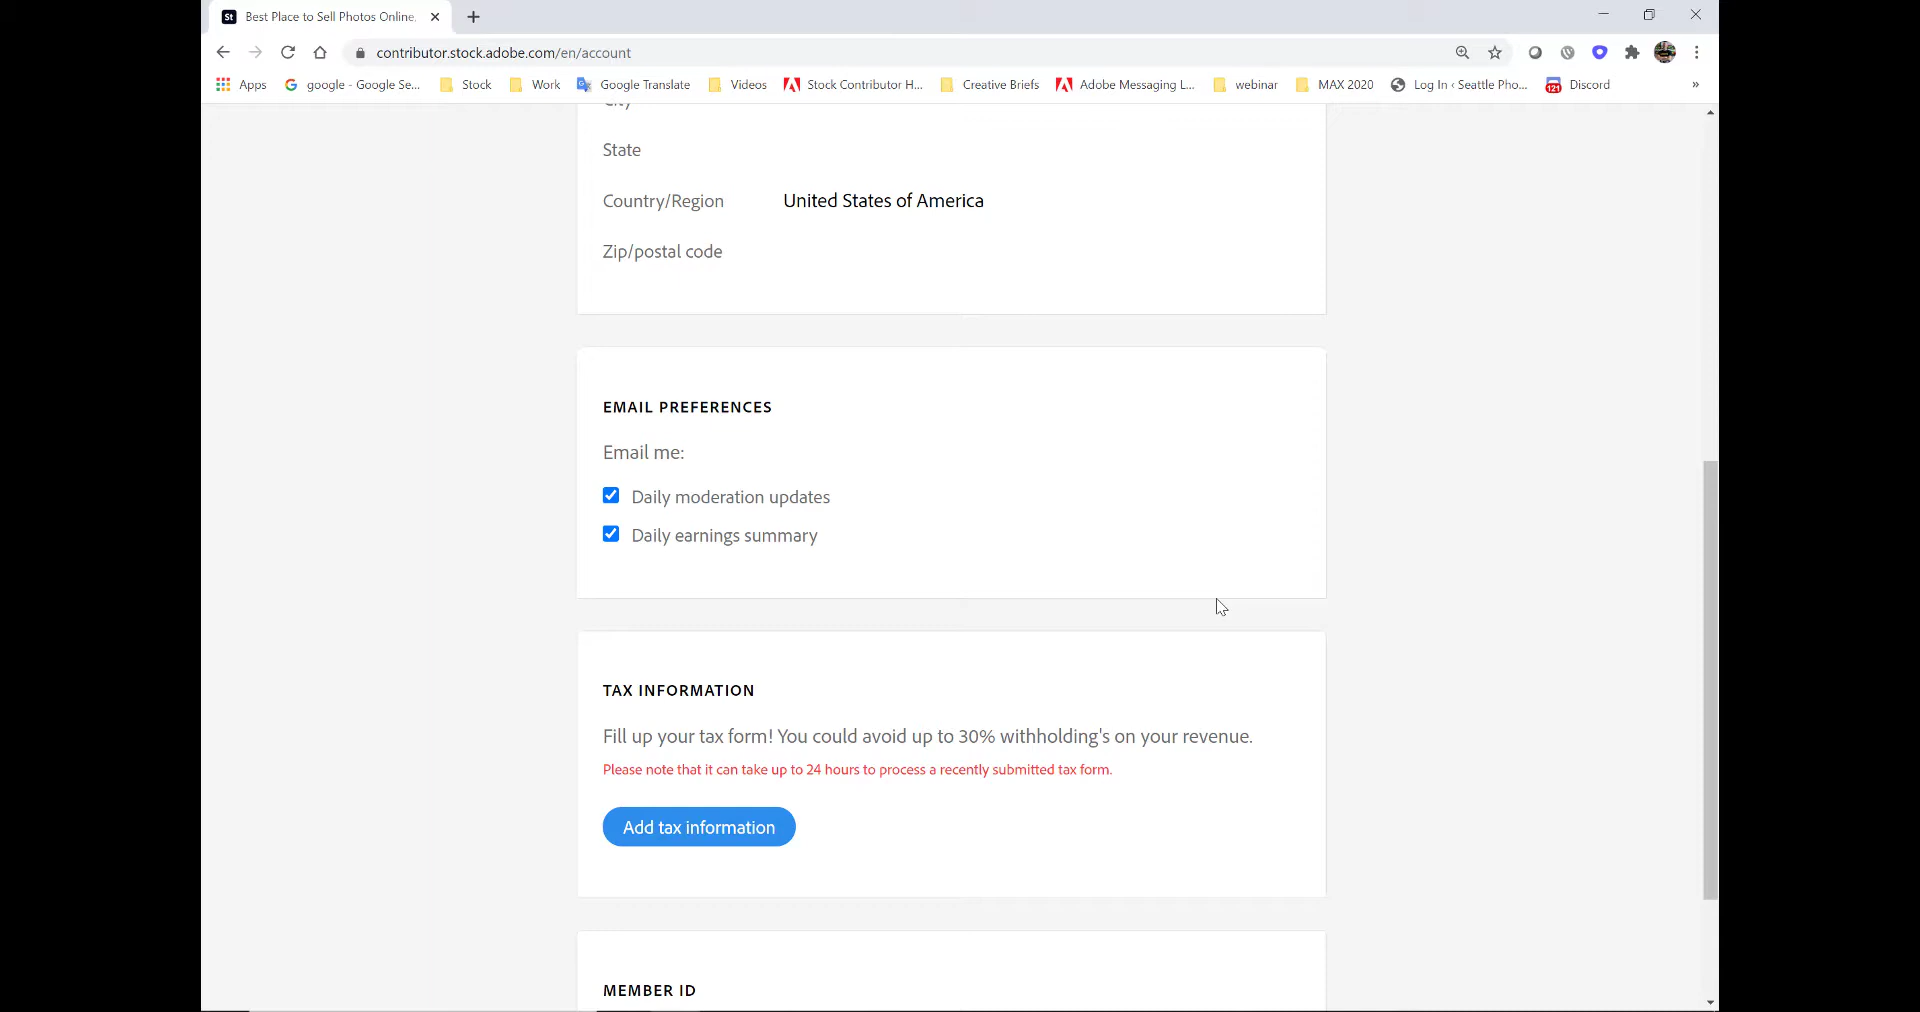 St Best Place to Sell Photos Online,
contributor.stock.adobe.com/en/account
Apps google - Google Se... Stock Work Google Translate Videos Stock Contributor H... Creative Briefs Adobe Messaging L... webinar MAX 2020 Log In ‹ Seattle Pho... 121 Discord »
City
State
Country/Region United States of America
Zip/postal code
EMAIL PREFERENCES
Email me:
Daily moderation updates
Daily earnings summary
TAX INFORMATION
Fill up your tax form! You could avoid up to 30% withholding's on your revenue.
Please note that it can take up to 24 hours to process a recently submitted tax form.
Add tax information
MEMBER ID